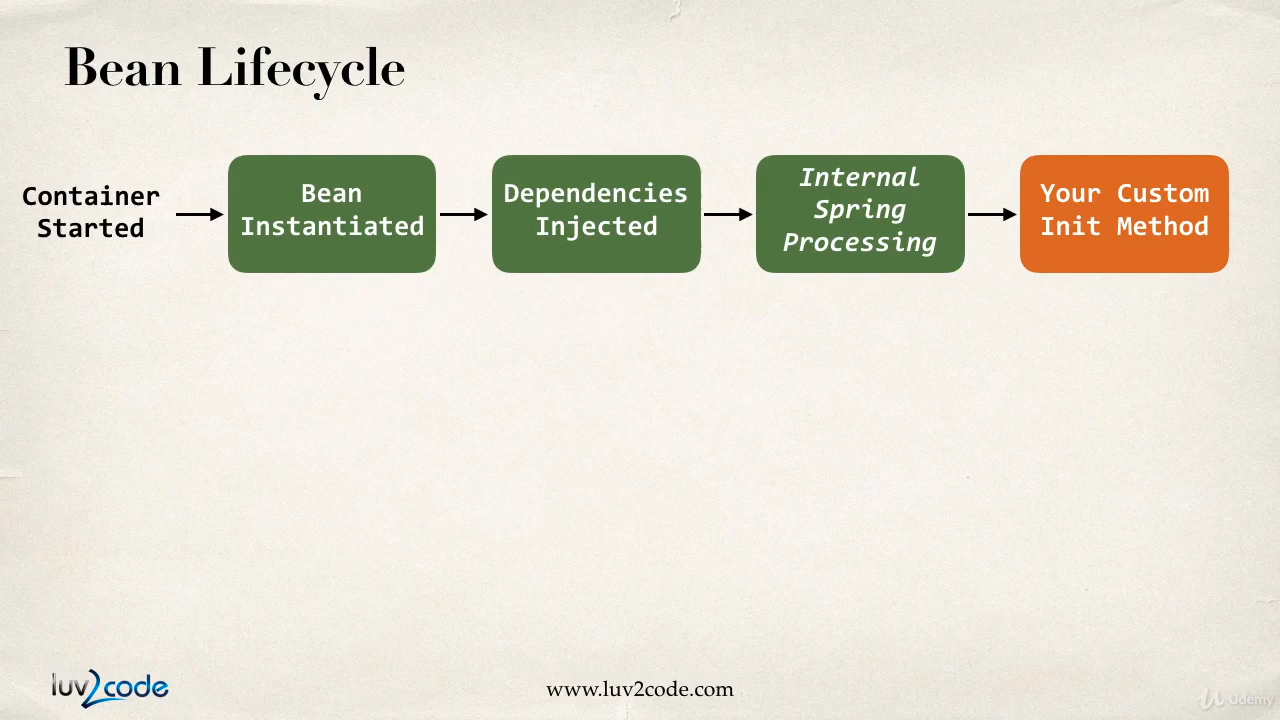 Bean Lifecycle
Container
Started
Bean
Instantiated
Dependencies
Injected
Internal
Spring
Processing
Your Custom
Init Method
luv2code
www.luv2code.com
Udemy